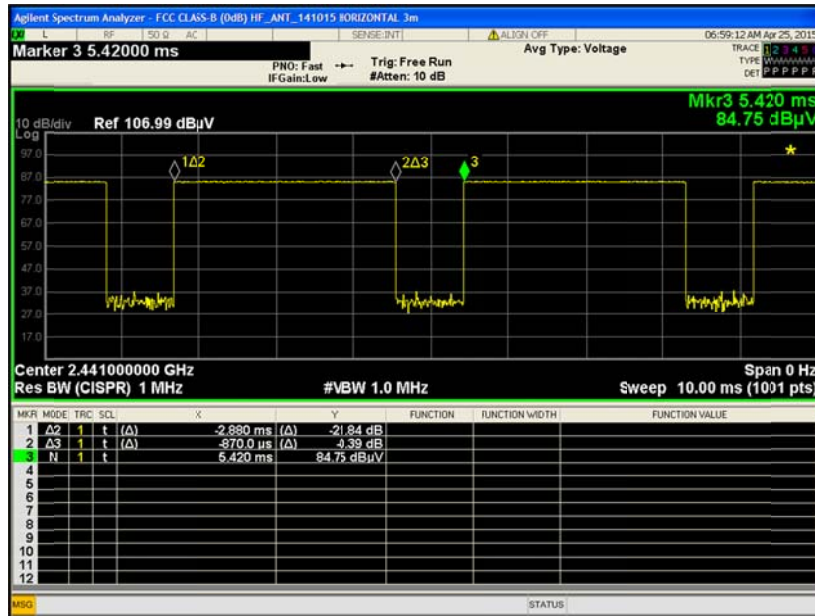 Agilent Spectrum Analyzer - FCC CLASS-B (0dB) HF_ANT_141015 HORIZONTAL 3m
L RF 50 Ω AC SENSE:INT ALIGN OFF 06:59:12 AM Apr 25, 2015
Marker 3 5.42000 ms Avg Type: Voltage TRACE 1 2 3 4 5
PNO: Fast Trig: Free Run TYPE
IFGain:Low #Atten: 10 dB DET P P P P P
Mkr3 5.420 ms
84.75 dBµV
10 dB/div Ref 106.99 dBµV
Log
1Δ2 2Δ3 3 *
97.0
87.0
77.0
67.0
57.0
47.0
37.0
27.0
17.0
Center 2.441000000 GHz Span 0 Hz
Res BW (CISPR) 1 MHz #VBW 1.0 MHz Sweep 10.00 ms (1001 pts)
MKR MODE TRC SCL X Y FUNCTION FUNCTION WIDTH FUNCTION VALUE
1 Δ2 1 t (Δ) -2.880 ms (Δ) -21.84 dB
2 Δ3 1 t (Δ) -870.0 µs (Δ) -0.39 dB
3 N 1 t 5.420 ms 84.75 dBµV
4
5
6
7
8
9
10
11
12
MSG STATUS